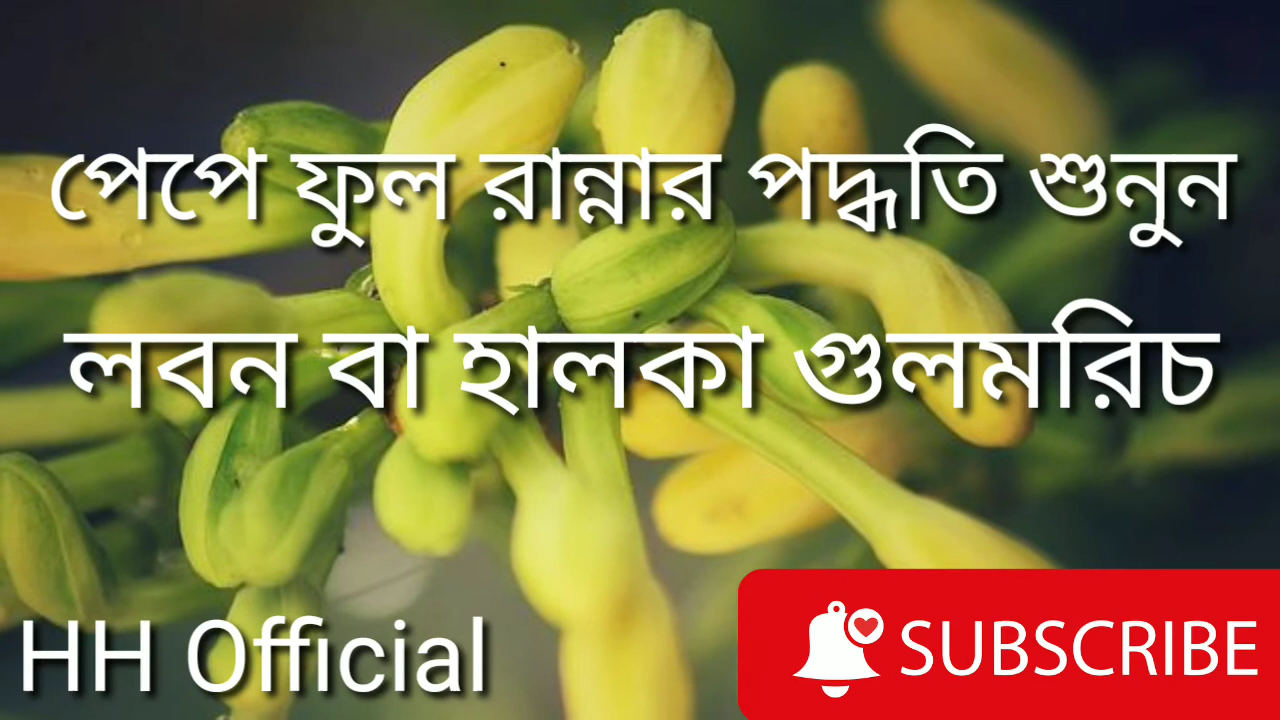 পেপে ফুল রান্নার পদ্ধতি শুনুন
লবন বা হালকা গুলমরিচ
HH Official
SUBSCRIBE